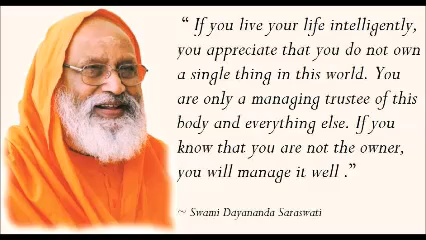 “ If you live your life intelligently,
you appreciate that you do not own
a single thing in this world. You
are only a managing trustee of this
body and everything else. If you
know that you are not the owner,
you will manage it well .”
~ Swami Dayananda Saraswati